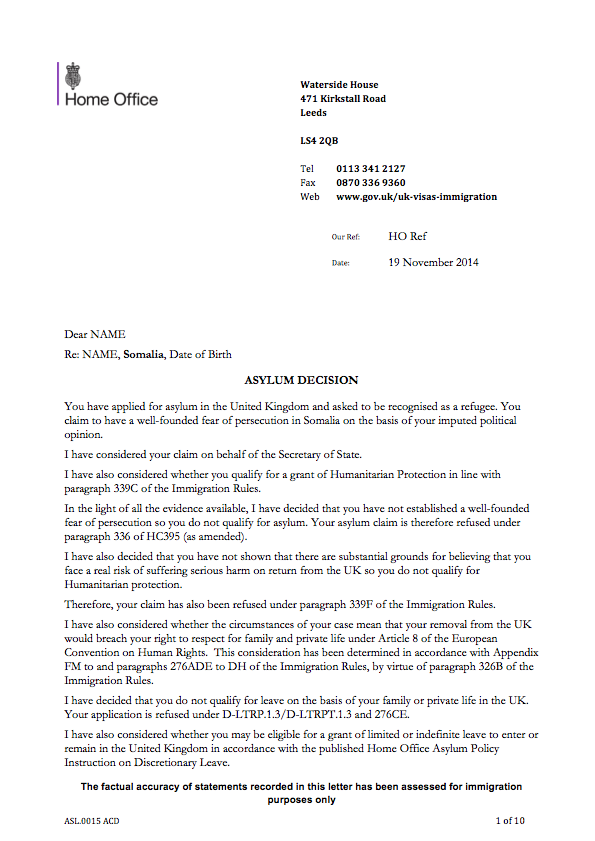 Home Office
Waterside House
471 Kirkstall Road
Leeds
LS4 2QB
Tel 0113 341 2127
Fax 0870 336 9360
Web www.gov.uk/uk-visas-immigration
Our Ref: HO Ref
Date: 19 November 2014
Dear NAME
Re: NAME, Somalia, Date of Birth
ASYLUM DECISION
You have applied for asylum in the United Kingdom and asked to be recognised as a refugee. You
claim to have a well-founded fear of persecution in Somalia on the basis of your imputed political
opinion.
I have considered your claim on behalf of the Secretary of State.
I have also considered whether you qualify for a grant of Humanitarian Protection in line with
paragraph 339C of the Immigration Rules.
In the light of all the evidence available, I have decided that you have not established a well-founded
fear of persecution so you do not qualify for asylum. Your asylum claim is therefore refused under
paragraph 336 of HC395 (as amended).
I have also decided that you have not shown that there are substantial grounds for believing that you
face a real risk of suffering serious harm on return from the UK so you do not qualify for
Humanitarian protection.
Therefore, your claim has also been refused under paragraph 339F of the Immigration Rules.
I have also considered whether the circumstances of your case mean that your removal from the UK
would breach your right to respect for family and private life under Article 8 of the European
Convention on Human Rights. This consideration has been determined in accordance with Appendix
FM to and paragraphs 276ADE to DH of the Immigration Rules, by virtue of paragraph 326B of the
Immigration Rules.
I have decided that you do not qualify for leave on the basis of your family or private life in the UK.
Your application is refused under D-LTRP.1.3/D-LTRPT.1.3 and 276CE.
I have also considered whether you may be eligible for a grant of limited or indefinite leave to enter or
remain in the United Kingdom in accordance with the published Home Office Asylum Policy
Instruction on Discretionary Leave.
The factual accuracy of statements recorded in this letter has been assessed for immigration
purposes only
ASL.0015 ACD 1 of 10